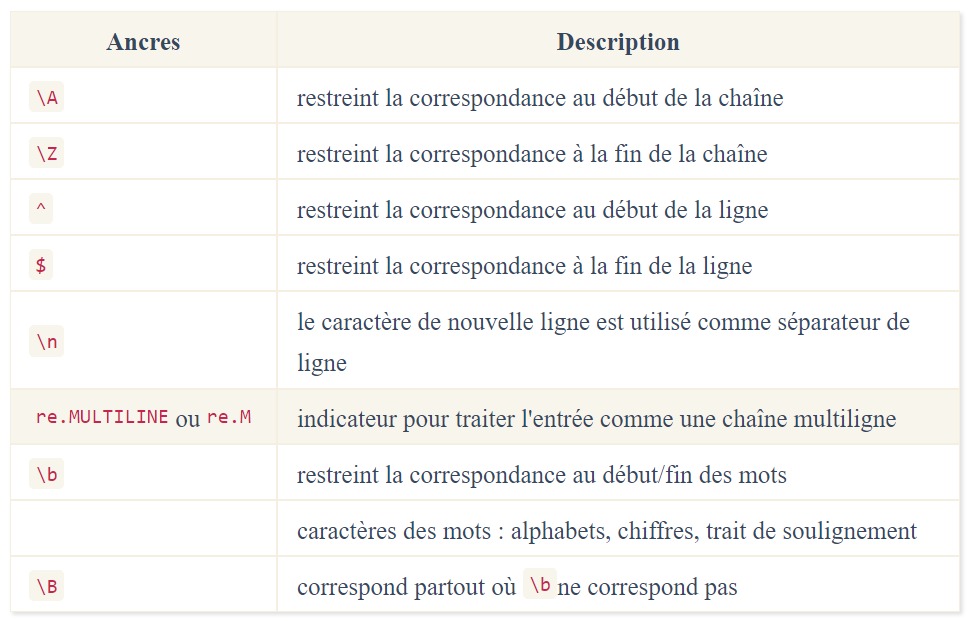 Ancres Description
\A restreint la correspondance au début de la chaîne
\Z restreint la correspondance à la fin de la chaîne
^ restreint la correspondance au début de la ligne
$ restreint la correspondance à la fin de la ligne
\n le caractère de nouvelle ligne est utilisé comme séparateur de
ligne
re.MULTILINE ou re.M indicateur pour traiter l'entrée comme une chaîne multiligne
\b restreint la correspondance au début/fin des mots
caractères des mots : alphabets, chiffres, trait de soulignement
\B correspond partout où \b ne correspond pas